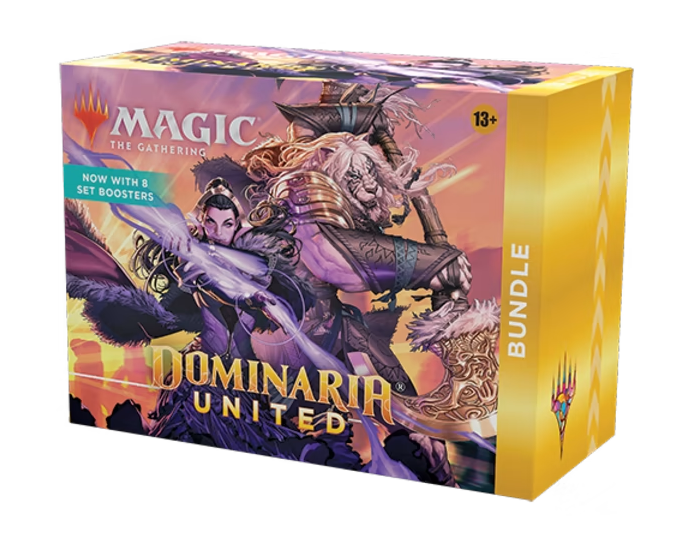 MAGIC
THE GATHERING
13+
NOW WITH 8
SET BOOSTERS
BUNDLE
DOMINARIA®
UNITED